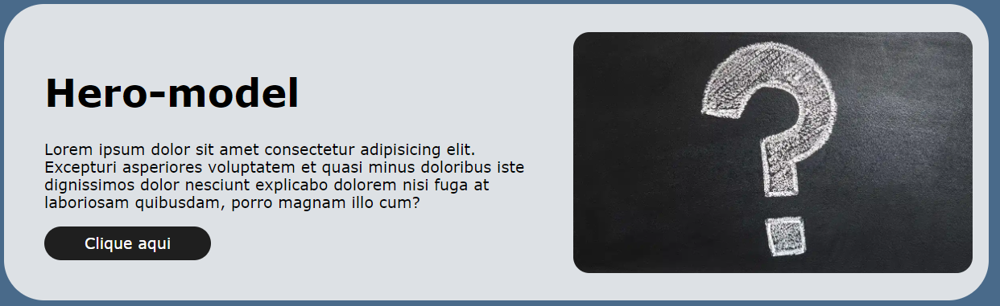 Hero-model
Lorem ipsum dolor sit amet consectetur adipisicing elit.
Excepturi asperiores voluptatem et quasi minus doloribus iste
dignissimos dolor nesciunt explicabo dolorem nisi fuga at
laboriosam quibusdam, porro magnam illo cum?
Clique aqui
?